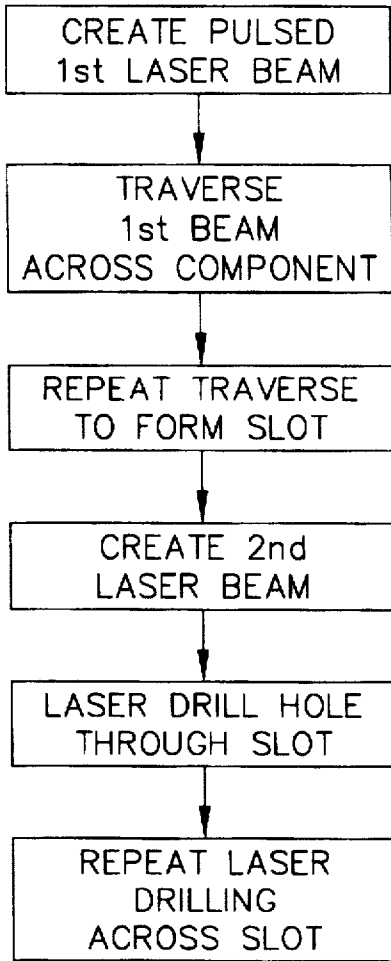 CREATE PULSED
1st LASER BEAM
TRAVERSE
1st BEAM
ACROSS COMPONENT
REPEAT TRAVERSE
TO FORM SLOT
CREATE 2nd
LASER BEAM
LASER DRILL HOLE
THROUGH SLOT
REPEAT LASER
DRILLING
ACROSS SLOT